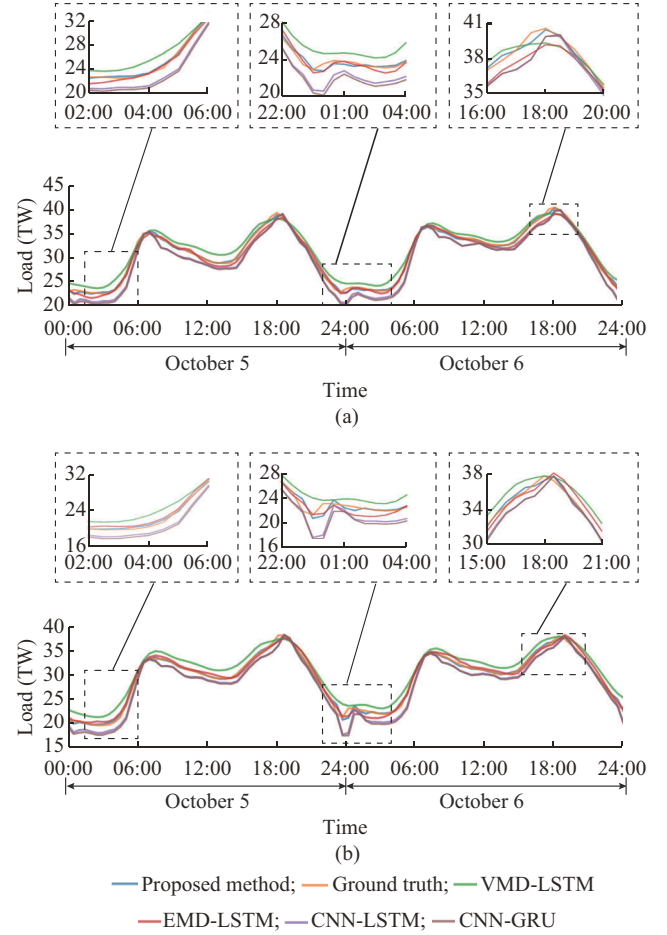 32
28
24
20
02:00 04:00 06:00
28
24
20
22:00 01:00 04:00
41
38
35
16:00 18:00 20:00
45
40
35
30
25
20
Load (TW)
00:00 06:00 12:00 18:00 24:00 06:00 12:00 18:00 24:00
October 5 October 6
Time
(a)
32
28
24
20
16
02:00 04:00 06:00
28
24
20
16
22:00 01:00 04:00
38
34
30
15:00 18:00 21:00
40
35
30
25
20
15
Load (TW)
00:00 06:00 12:00 18:00 24:00 06:00 12:00 18:00 24:00
October 5 October 6
Time
(b)
Proposed method; Ground truth; VMD-LSTM
EMD-LSTM; CNN-LSTM; CNN-GRU